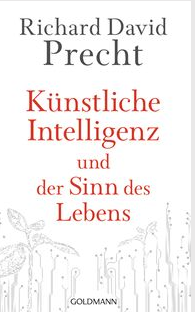 Richard David
Precht
Künstliche
Intelligenz
und
der Sinn des
Lebens
GOLDMANN